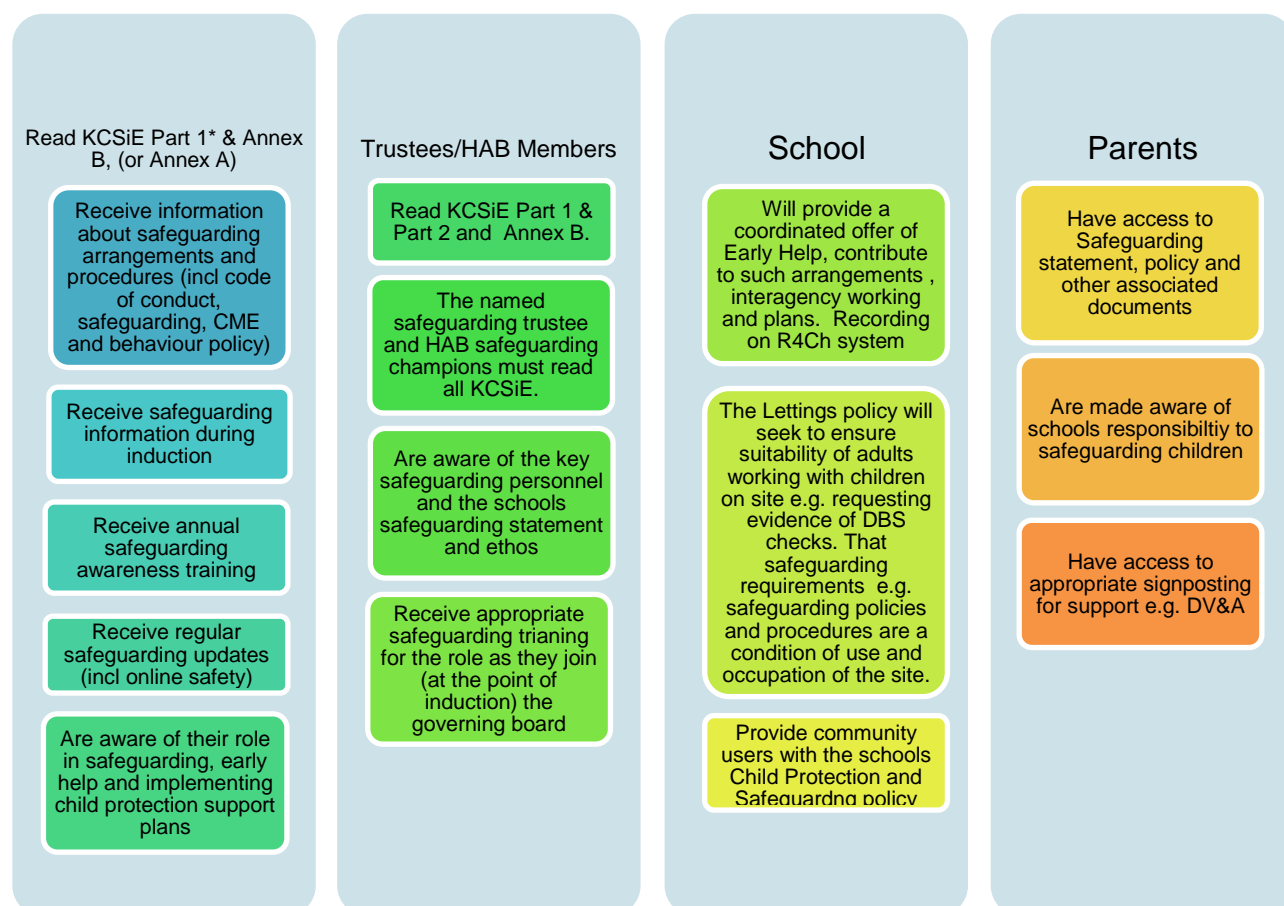 Read KCSiE Part 1* & Annex
B, (or Annex A)
Receive information
about safeguarding
arrangements and
procedures (incl code
of conduct,
safeguarding, CME
and behaviour policy)
Receive safeguarding
information during
induction
Receive annual
safeguarding
awareness training
Receive regular
safeguarding updates
(incl online safety)
Are aware of their role
in safeguarding, early
help and implementing
child protection support
plans
Trustees/HAB Members
Read KCSiE Part 1 &
Part 2 and  Annex B.
The named
safeguarding trustee
and HAB safeguarding
champions must read
all KCSiE.
Are aware of the key
safeguarding personnel
and the schools
safeguarding statement
and ethos
Receive appropriate
safeguarding trianing
for the role as they join
(at the point of
induction) the
governing board
School
Will provide a
coordinated offer of
Early Help, contribute
to such arrangements ,
interagency working
and plans.  Recording
on R4Ch system
The Lettings policy will
seek to ensure
suitability of adults
working with children
on site e.g. requesting
evidence of DBS
checks. That
safeguarding
requirements  e.g.
safeguarding policies
and procedures are a
condition of use and
occupation of the site.
Provide community
users with the schools
Child Protection and
Safeguardng policy
Parents
Have access to
Safeguarding
statement, policy and
other associated
documents
Are made aware of
schools responsibiltiy to
safeguarding children
Have access to
appropriate signposting
for support e.g. DV&A